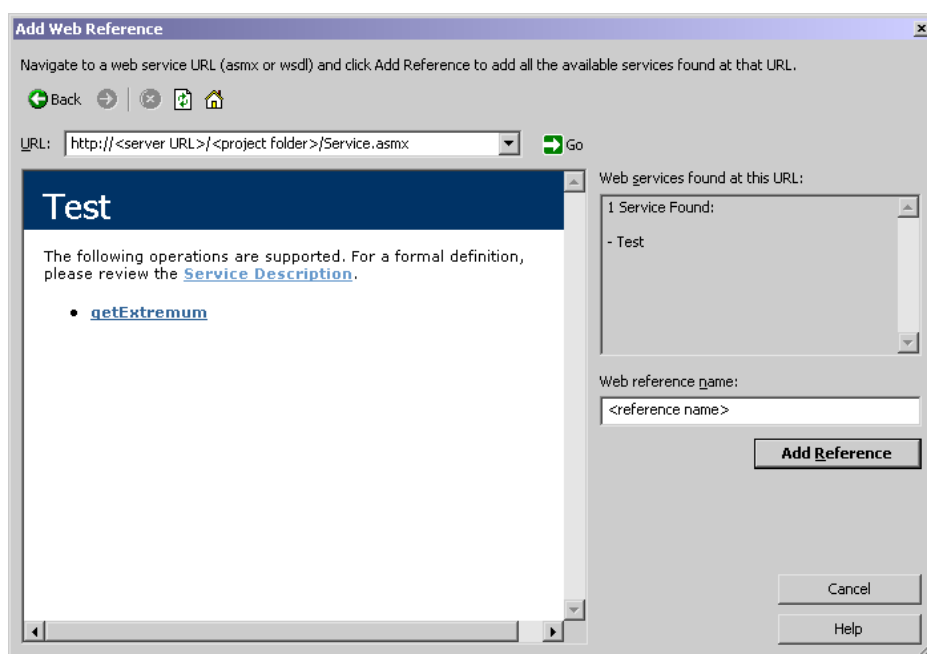 Add Web Reference
Navigate to a web service URL (asmx or wsdl) and click Add Reference to add all the available services found at that URL.
Back
URL: http://<server URL>/<project folder>/Service.asmx Go
Web services found at this URL:
Test
1 Service Found:
- Test
The following operations are supported. For a formal definition,
please review the Service Description.
• getExtremum
Web reference name:
<reference name>
Add Reference
Cancel
Help